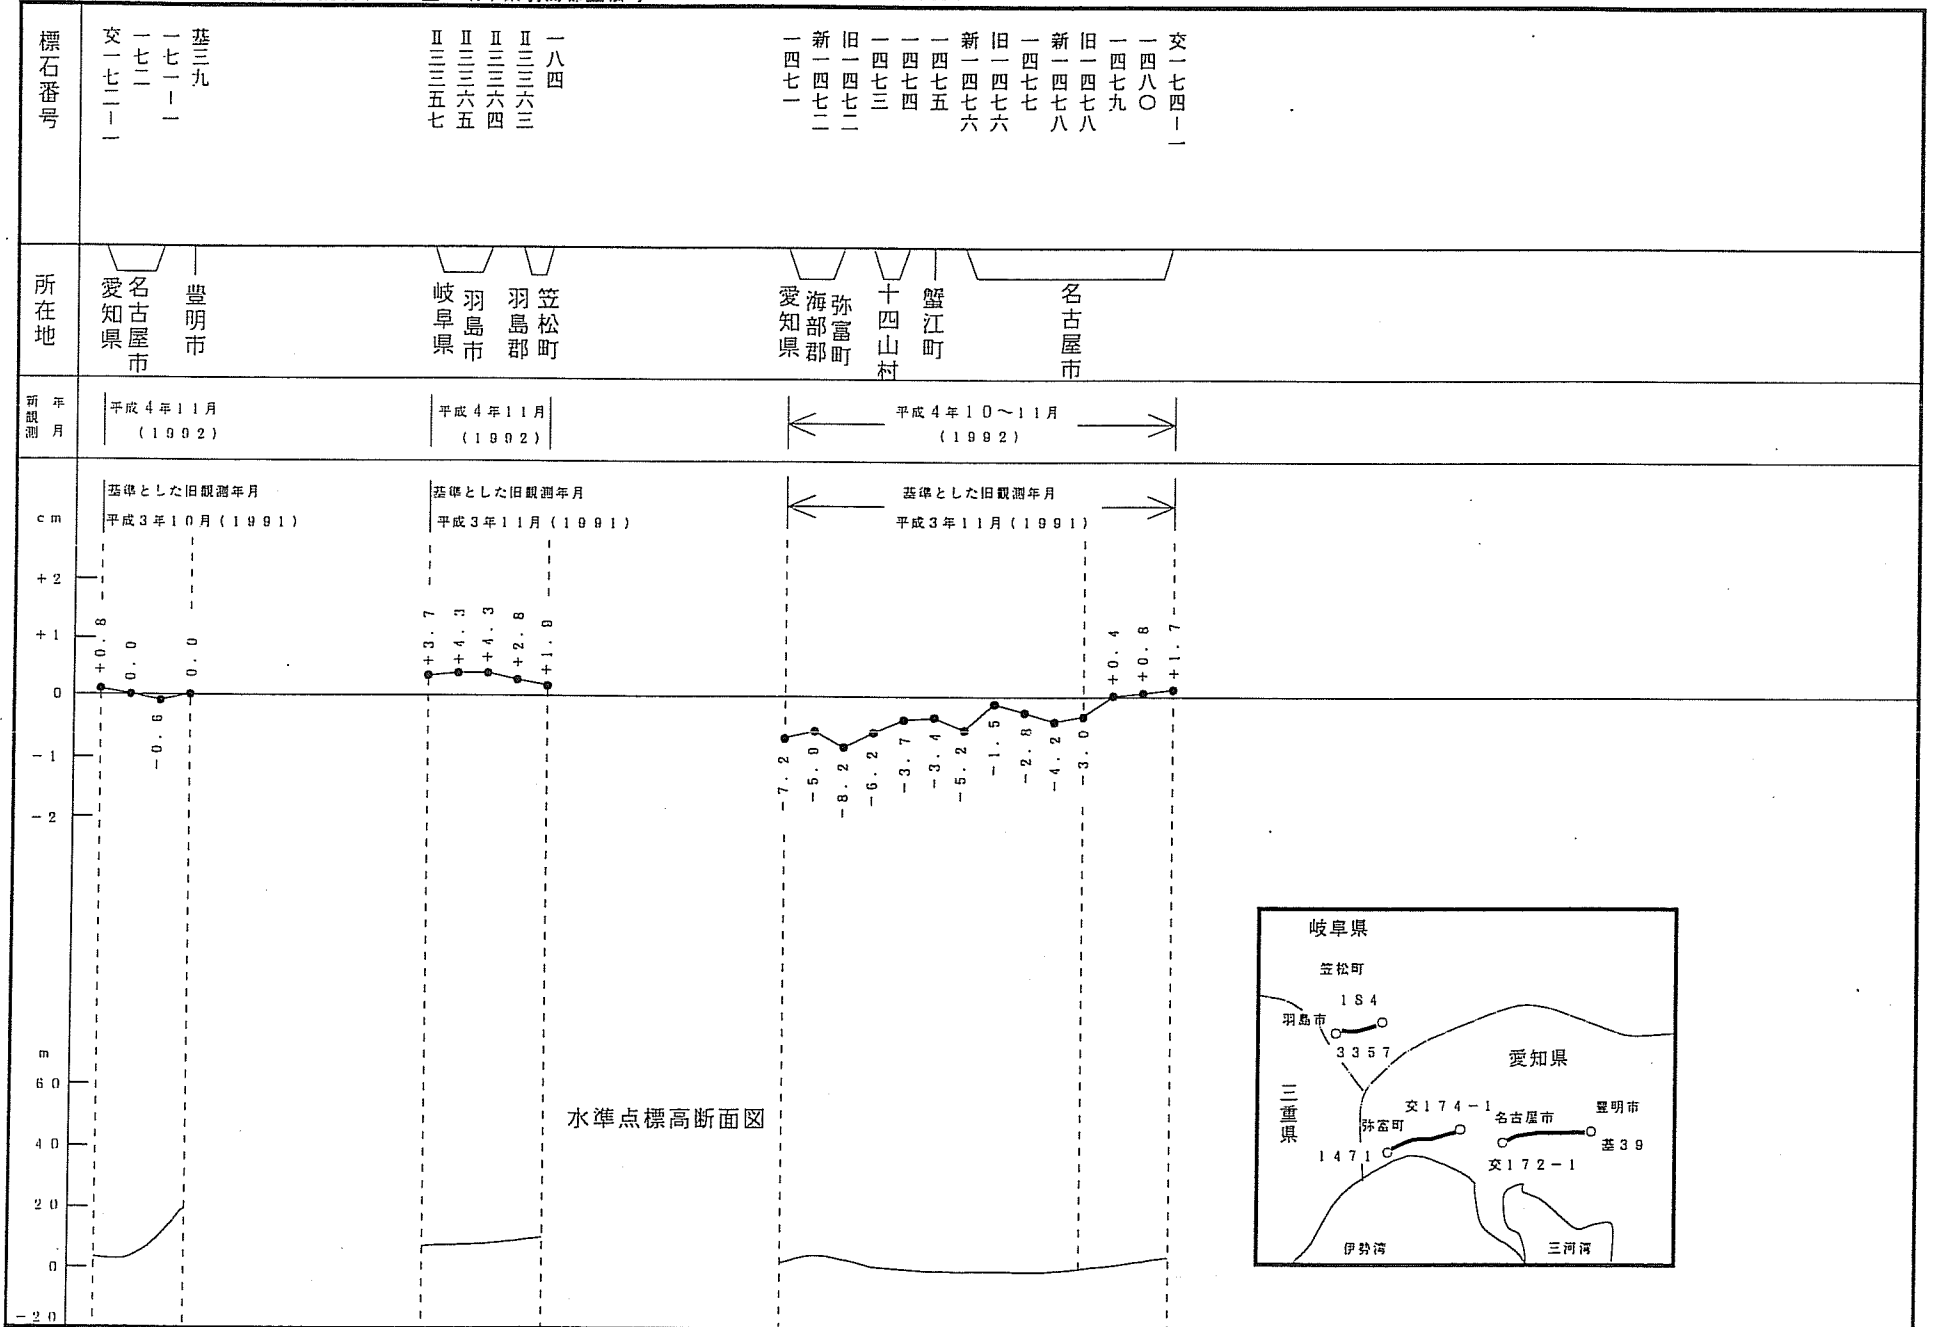 標石番号
交一七二－一
一七二
一七一－一
基三九
Ⅱ三三五七
Ⅱ三三六五
Ⅱ三三六四
Ⅱ三三六三
一八四
一四七一
新一四七二
旧一四七二
一四七三
一四七四
一四七五
新一四七六
旧一四七六
一四七七
新一四七八
旧一四七八
一四七九
一四八〇
交一七四－一
所在地
愛知県
名古屋市
豊明市
岐阜県
羽島市
羽島郡
笠松町
愛知県
海部郡
弥富町
十四山村
蟹江町
名古屋市
新観測
年月
平成4年11月
(1992)
平成4年11月
(1992)
平成4年10〜11月
(1992)
基準とした旧観測年月
平成3年10月(1991)
基準とした旧観測年月
平成3年11月(1991)
基準とした旧観測年月
平成3年11月(1991)
cm
+2
+1
0
-1
-2
+0.8
0.0
-0.6
0.0
+3.7
+4.3
+4.3
+2.8
+1.9
-7.2
-5.9
-8.2
-6.2
-3.7
-3.4
-5.2
-1.5
-2.8
-4.2
-3.0
+0.4
+0.8
+1.7
m
60
40
20
0
-20
水準点標高断面図
岐阜県
笠松町
184
羽島市
3357
愛知県
三重県
交174-1
名古屋市
豊明市
弥富町
1471
基39
交172-1
伊勢湾
三河湾